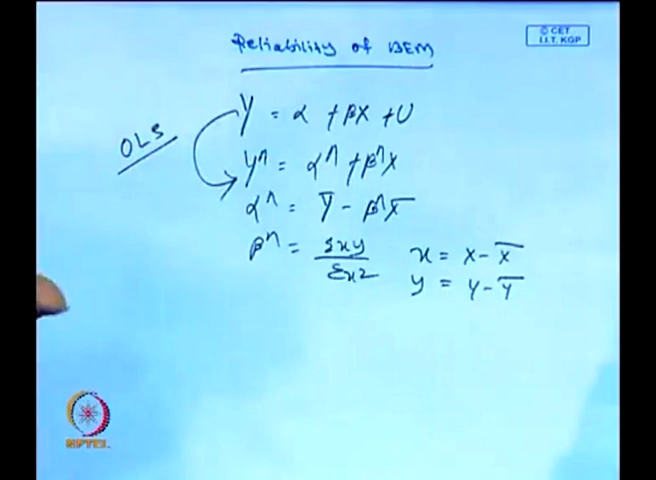 Reliability of BEM
© CET
I.I.T. KGP
OLS
Y = α + βX + U
Y^ = α^ + β^X
α^ = Y̅ - β^X̅
β^ = Σxy / Σx2
x = X - X̅
y = Y - Y̅
NPTEL